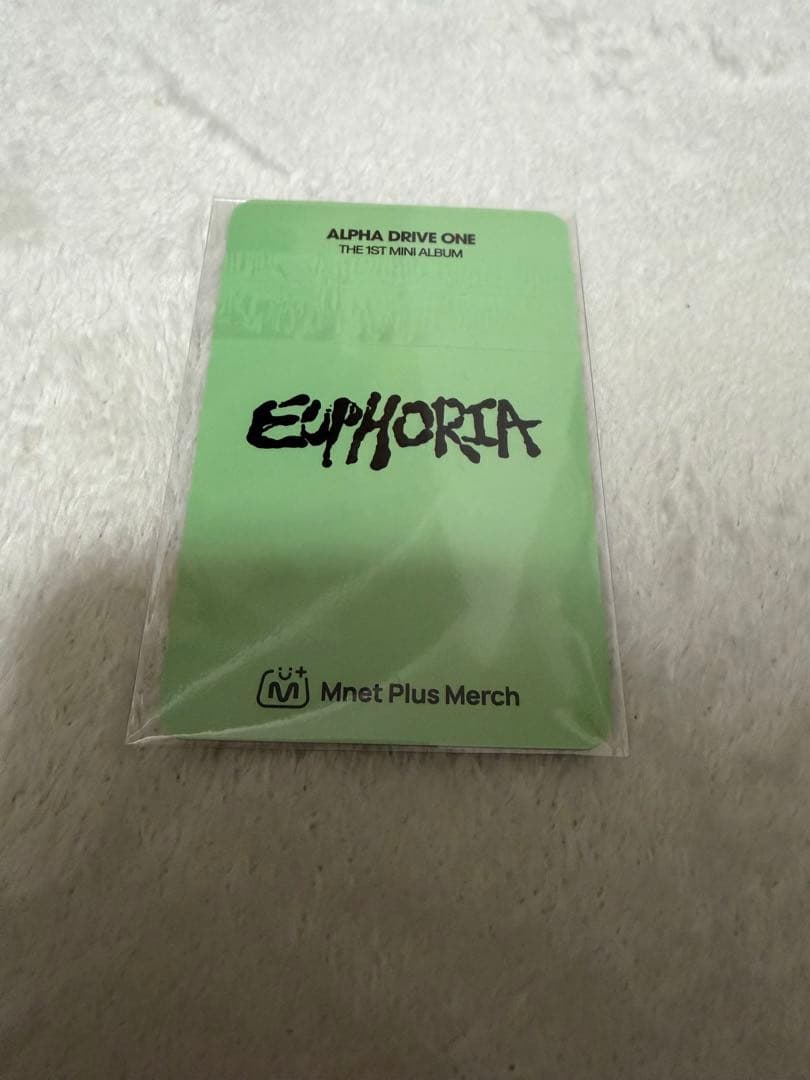 ALPHA DRIVE ONE
THE 1ST MINI ALBUM
EUPHORIA
M+ Mnet Plus Merch